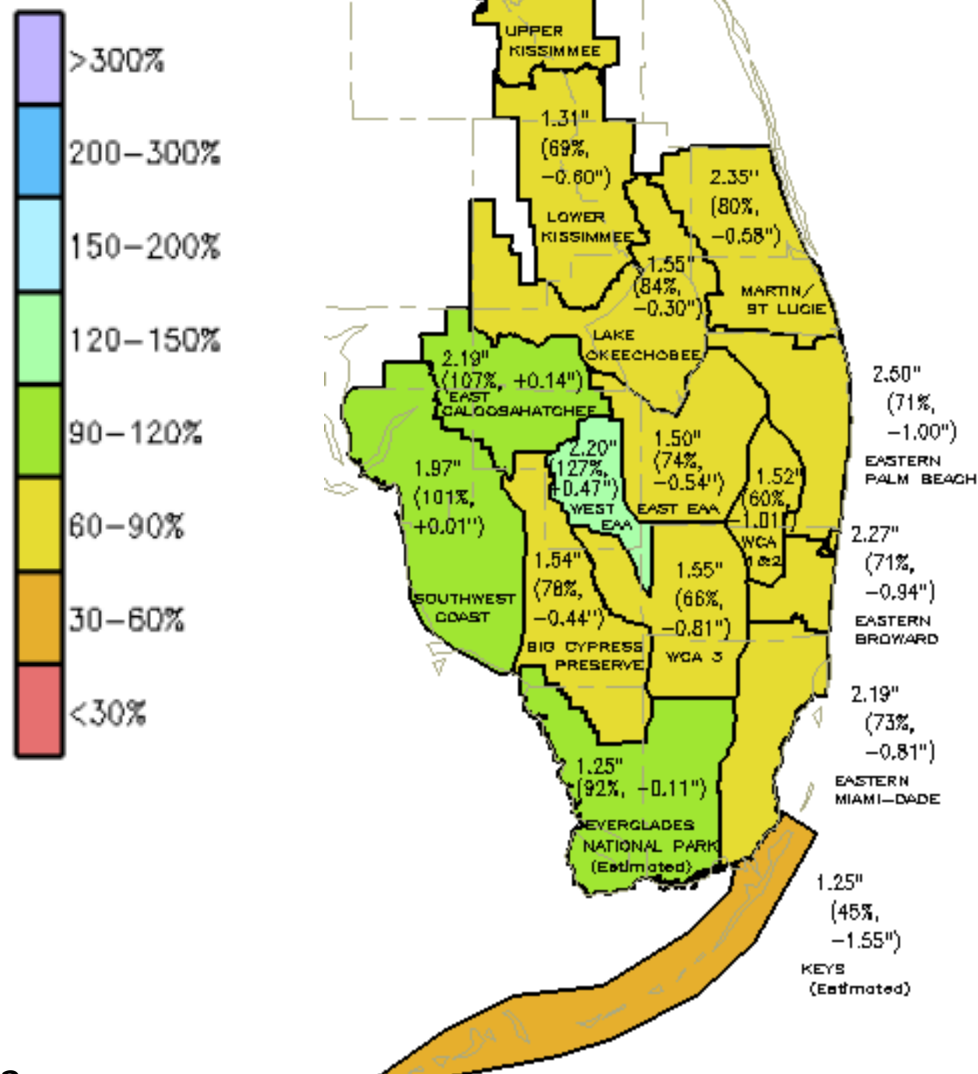 >300%
200-300%
150-200%
120-150%
90-120%
60-90%
30-60%
<30%
UPPER
KISSIMMEE
1.31"
(69%,
-0.60")
LOWER
KISSIMMEE
2.35"
(80%,
-0.58")
MARTIN/
ST LUCIE
1.55"
(84%,
-0.30")
LAKE
OKEECHOBEE
2.19"
(107%, +0.14")
EAST
CALOOSAHATCHEE
2.50"
(71%,
-1.00")
EASTERN
PALM BEACH
1.97"
(101%,
+0.01")
SOUTHWEST
COAST
2.20"
(127%,
+0.47")
WEST
EAA
1.50"
(74%,
-0.54")
EAST EAA
1.52"
(60%,
-1.01")
WCA
1&2
2.27"
(71%,
-0.94")
EASTERN
BROWARD
1.54"
(78%,
-0.44")
BIG CYPRESS
PRESERVE
1.55"
(66%,
-0.81")
WCA 3
2.19"
(73%,
-0.81")
EASTERN
MIAMI-DADE
1.25"
(92%, -0.11")
EVERGLADES
NATIONAL PARK
(Estimated)
1.25"
(45%,
-1.55")
KEYS
(Estimated)